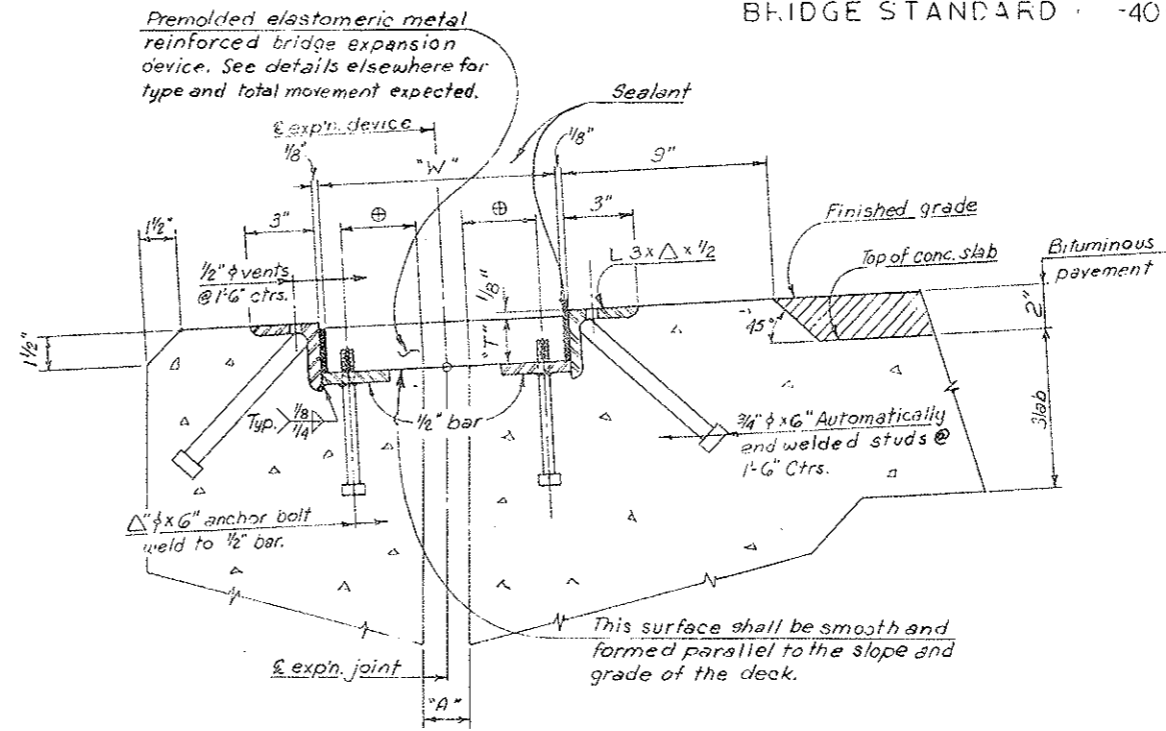 BRIDGE STANDARD -40
Premolded elastomeric metal
reinforced bridge expansion
device. See details elsewhere for
type and total movement expected.
Sealant
℄ exp'n. device
1/8"
"W"
1/8"
9"
3"
⊕
⊕
3"
1 1/2"
Finished grade
Top of conc. slab
Bituminous
pavement
L 3 x △ x 1/2
1/2" ϕ vents
@ 1'-6" ctrs.
1/8"
2"
1 1/2"
"T"
45°
Typ.
1/8
1/4
1/2" bar
3/4" ϕ x 6" Automatically
end welded studs @
1'-6" Ctrs.
Slab
△" ϕ x 6" anchor bolt
weld to 1/2" bar.
This surface shall be smooth and
formed parallel to the slope and
grade of the deck.
℄ exp'n. joint
"A"